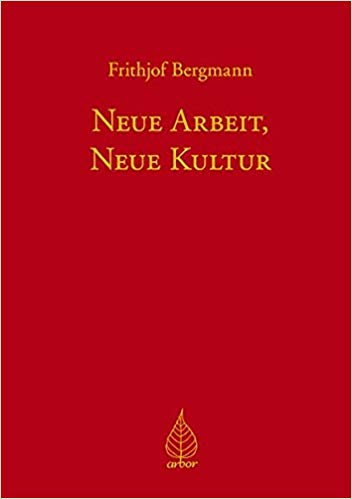 Frithjof Bergmann
NEUE ARBEIT,
NEUE KULTUR
arbor